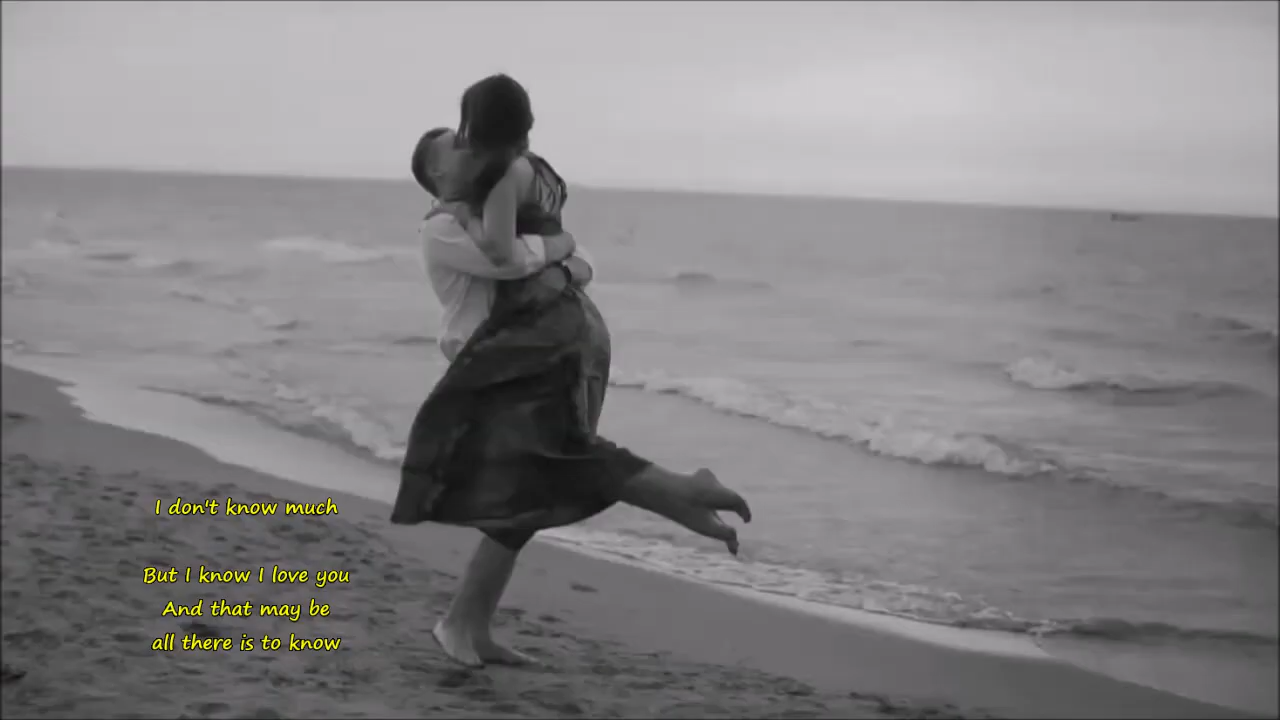 I don't know much
But I know I love you
And that may be
all there is to know